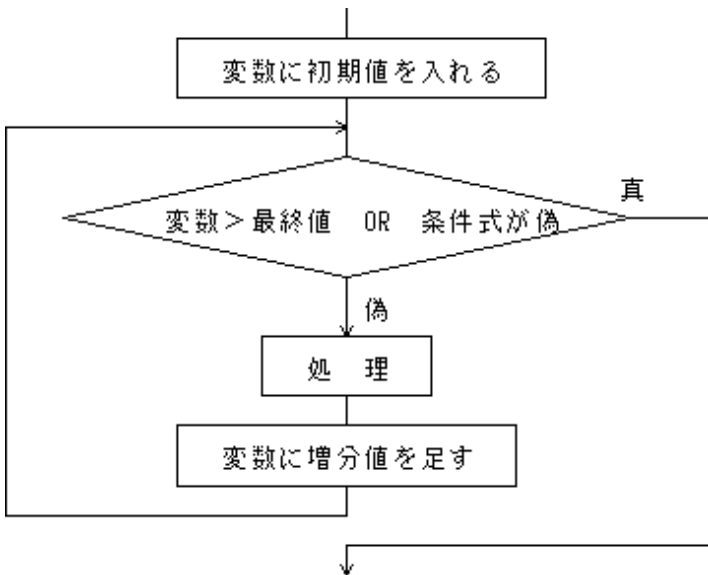 変数に初期値を入れる
真
変数＞最終値　OR　条件式が偽
偽
処　理
変数に増分値を足す